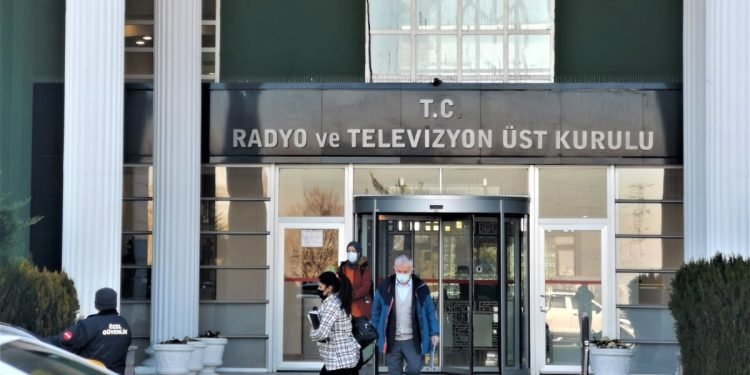 T.C.
RADYO ve TELEVİZYON ÜST KURULU
ÖZEL
GÜVENLİK